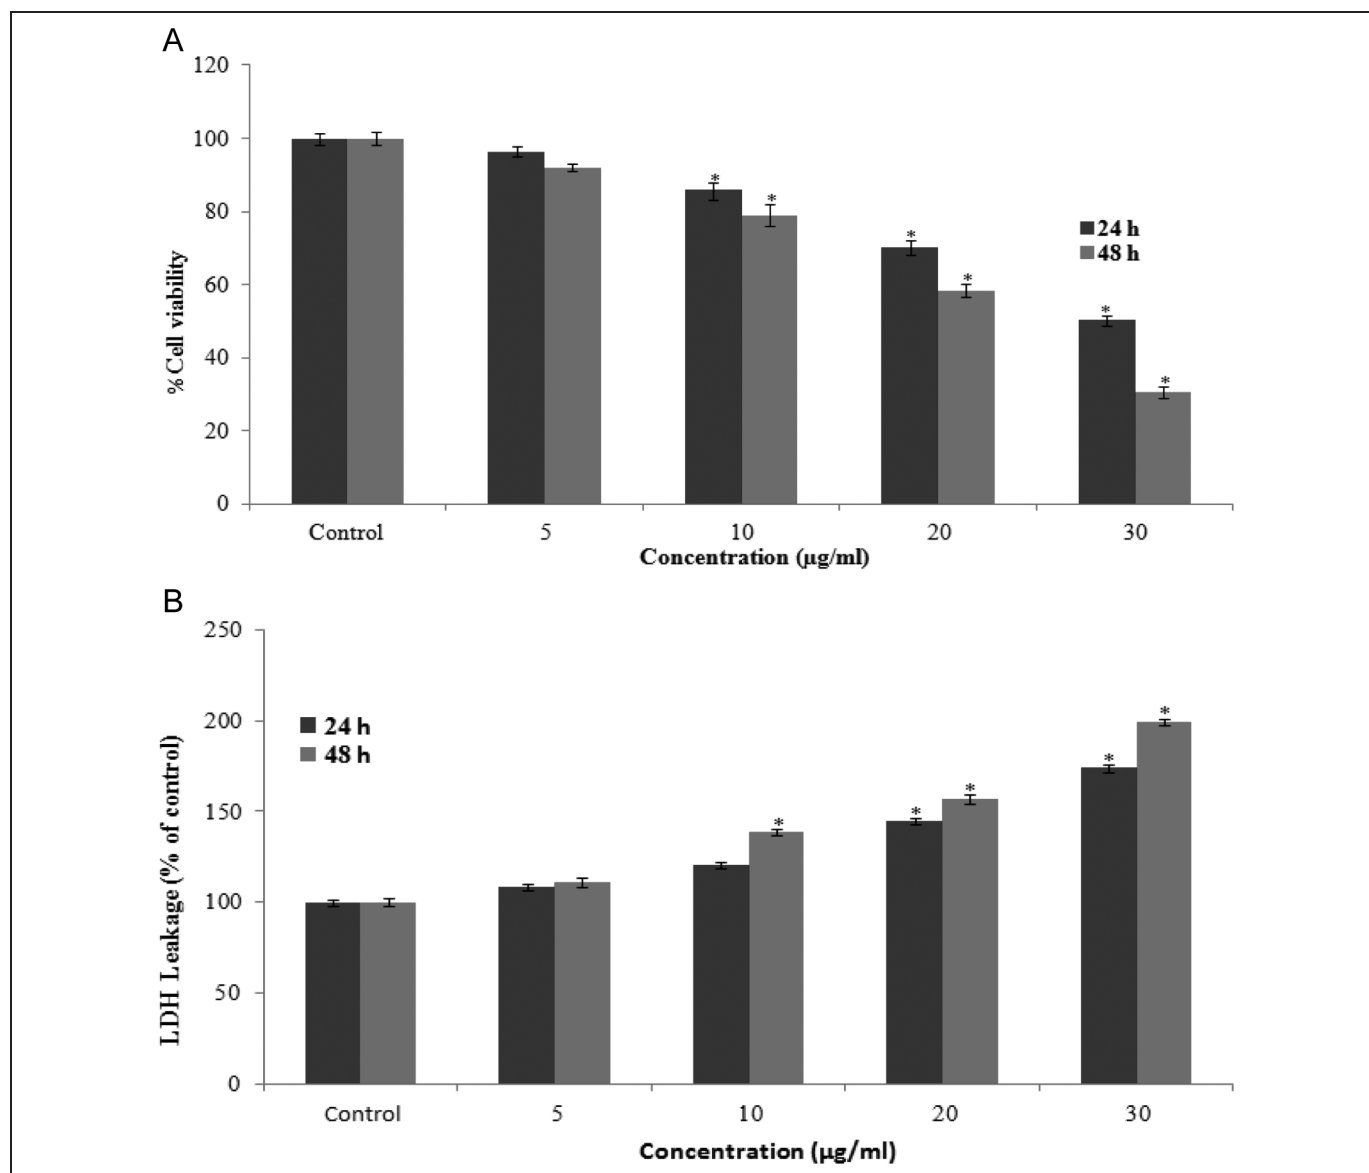 A
120
100
80
60
40
20
0
%Cell viability
*
*
*
*
*
*
24 h
48 h
Control 5 10 20 30
Concentration (µg/ml)
B
250
200
150
100
50
0
LDH Leakage (% of control)
24 h
48 h
*
*
*
*
*
Control 5 10 20 30
Concentration (µg/ml)